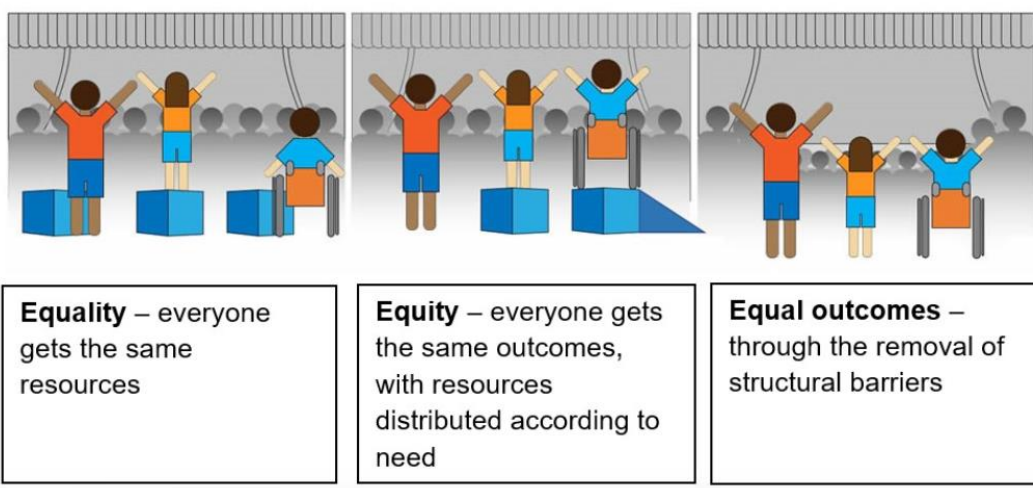 Equality – everyone
gets the same
resources
Equity – everyone gets
the same outcomes,
with resources
distributed according to
need
Equal outcomes –
through the removal of
structural barriers